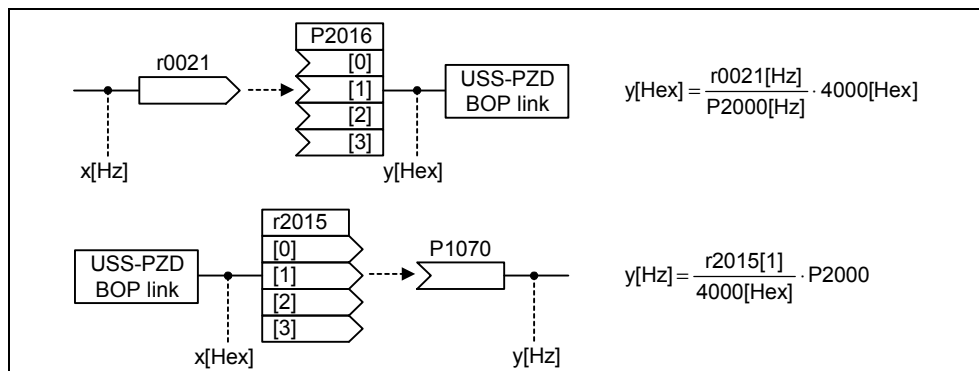 P2016
r0021
[0]
[1]
[2]
[3]
USS-PZD
BOP link
y[Hex] = r0021[Hz] / P2000[Hz] · 4000[Hex]
x[Hz]
y[Hex]
r2015
[0]
[1]
[2]
[3]
USS-PZD
BOP link
P1070
y[Hz] = r2015[1] / 4000[Hex] · P2000
x[Hex]
y[Hz]